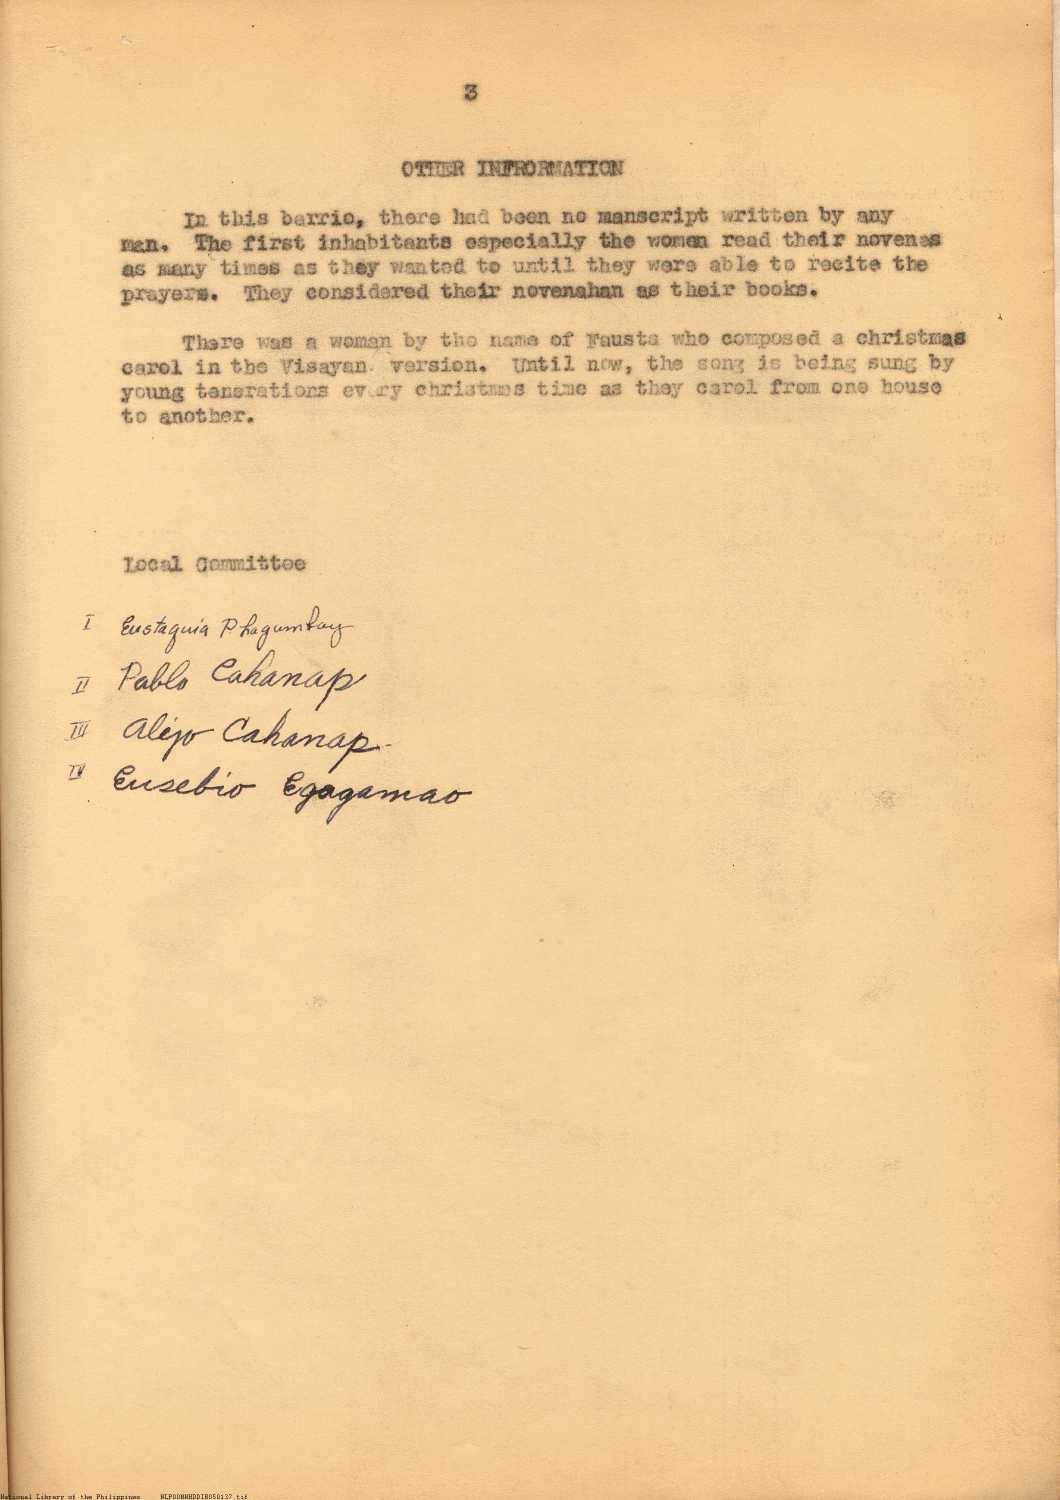 3
OTHER INFRORMATION
In this barrio, there had been no manscript written by any
man. The first inhabitants especially the women read their novenas
as many times as they wanted to until they were able to recite the
prayers. They considered their novenahan as their books.
There was a woman by the name of Fausta who composed a christmas
carol in the Visayan version. Until now, the song is being sung by
young tenerations every christmas time as they carol from one house
to another.
Local Committee
I Eustaquia
II Pablo Cahanap
III Alejo Cahanap
IV Eusebio Egagamao
National Library of the Philippines